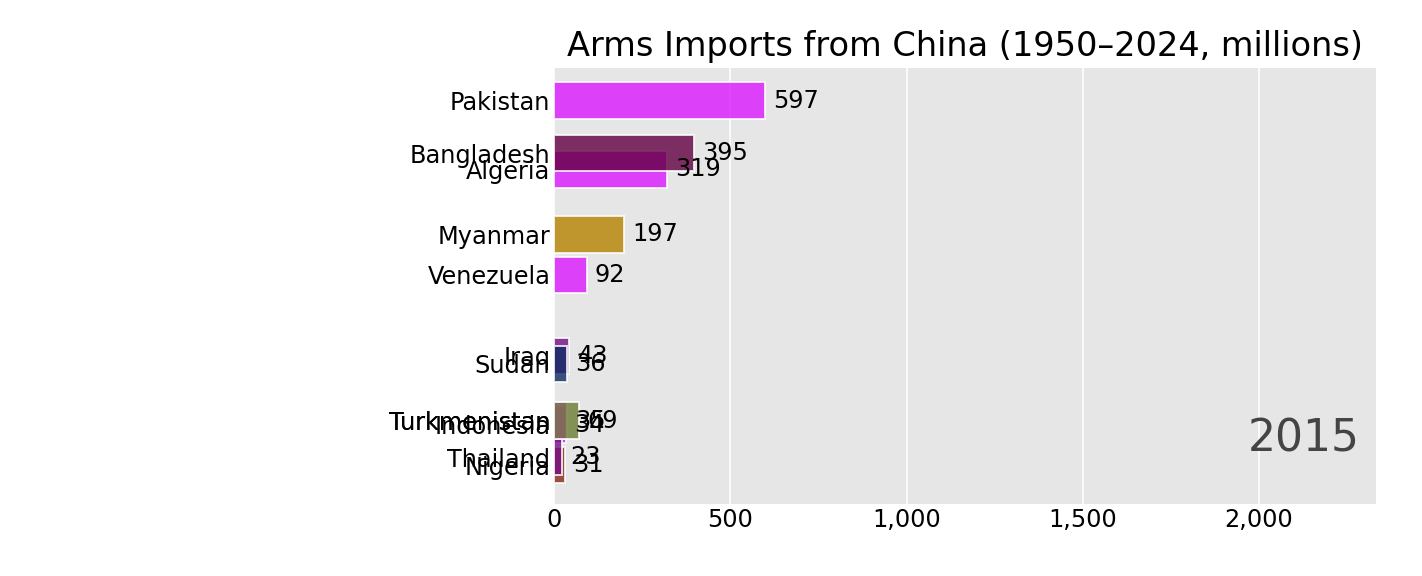 Arms Imports from China (1950–2024, millions)
Pakistan 597
Bangladesh 395
Algeria 319
Myanmar 197
Venezuela 92
Iraq 43
Sudan 36
Turkmenistan 69
Indonesia 34
Thailand 23
Nigeria 31
2015
0 500 1,000 1,500 2,000